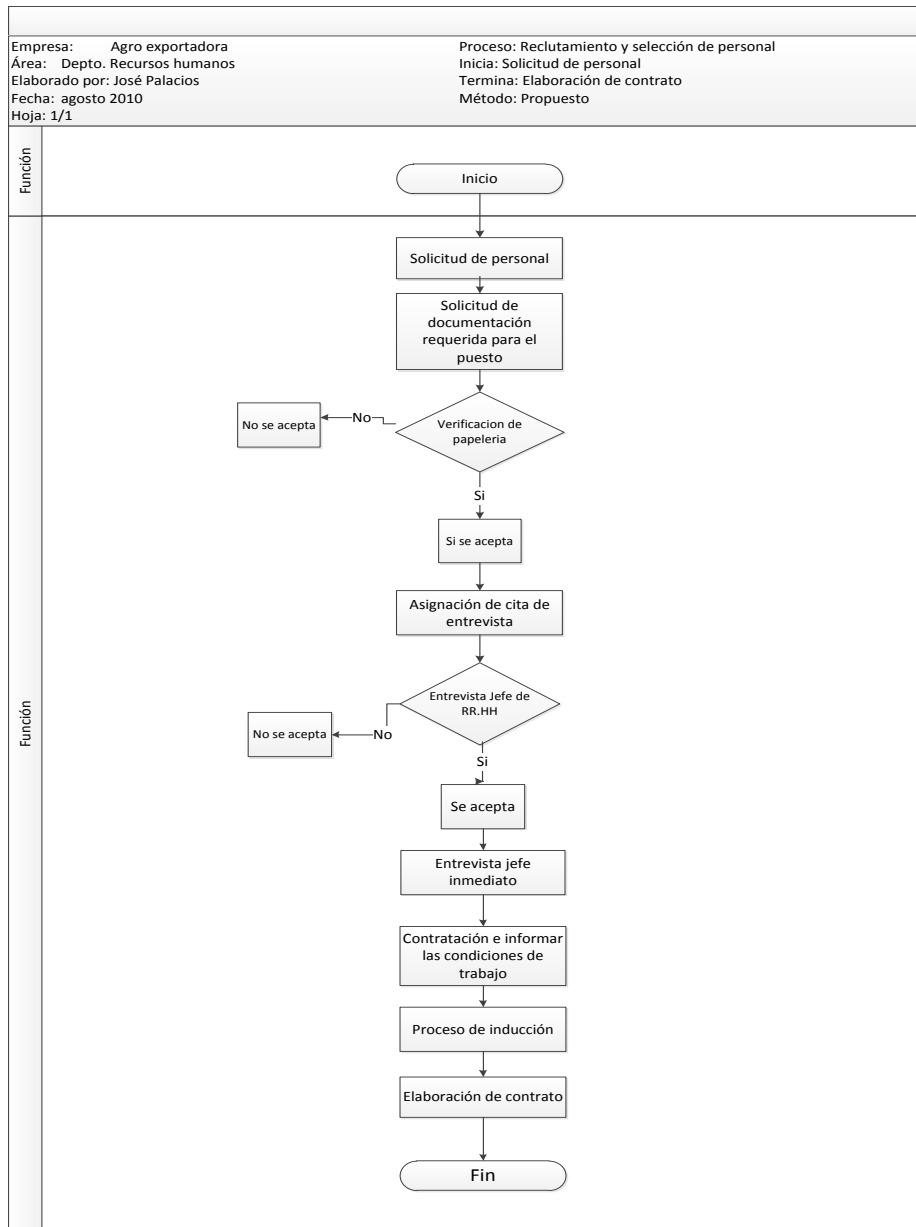 Empresa: Agro exportadora
Área: Depto. Recursos humanos
Elaborado por: José Palacios
Fecha: agosto 2010
Hoja: 1/1
Proceso: Reclutamiento y selección de personal
Inicia: Solicitud de personal
Termina: Elaboración de contrato
Método: Propuesto
Función
Inicio
Función
Solicitud de personal
Solicitud de
documentación
requerida para el
puesto
Verificacion de
papeleria
No
No se acepta
Si
Si se acepta
Asignación de cita de
entrevista
Entrevista Jefe de
RR.HH
No
No se acepta
Si
Se acepta
Entrevista jefe
inmediato
Contratación e informar
las condiciones de
trabajo
Proceso de inducción
Elaboración de contrato
Fin